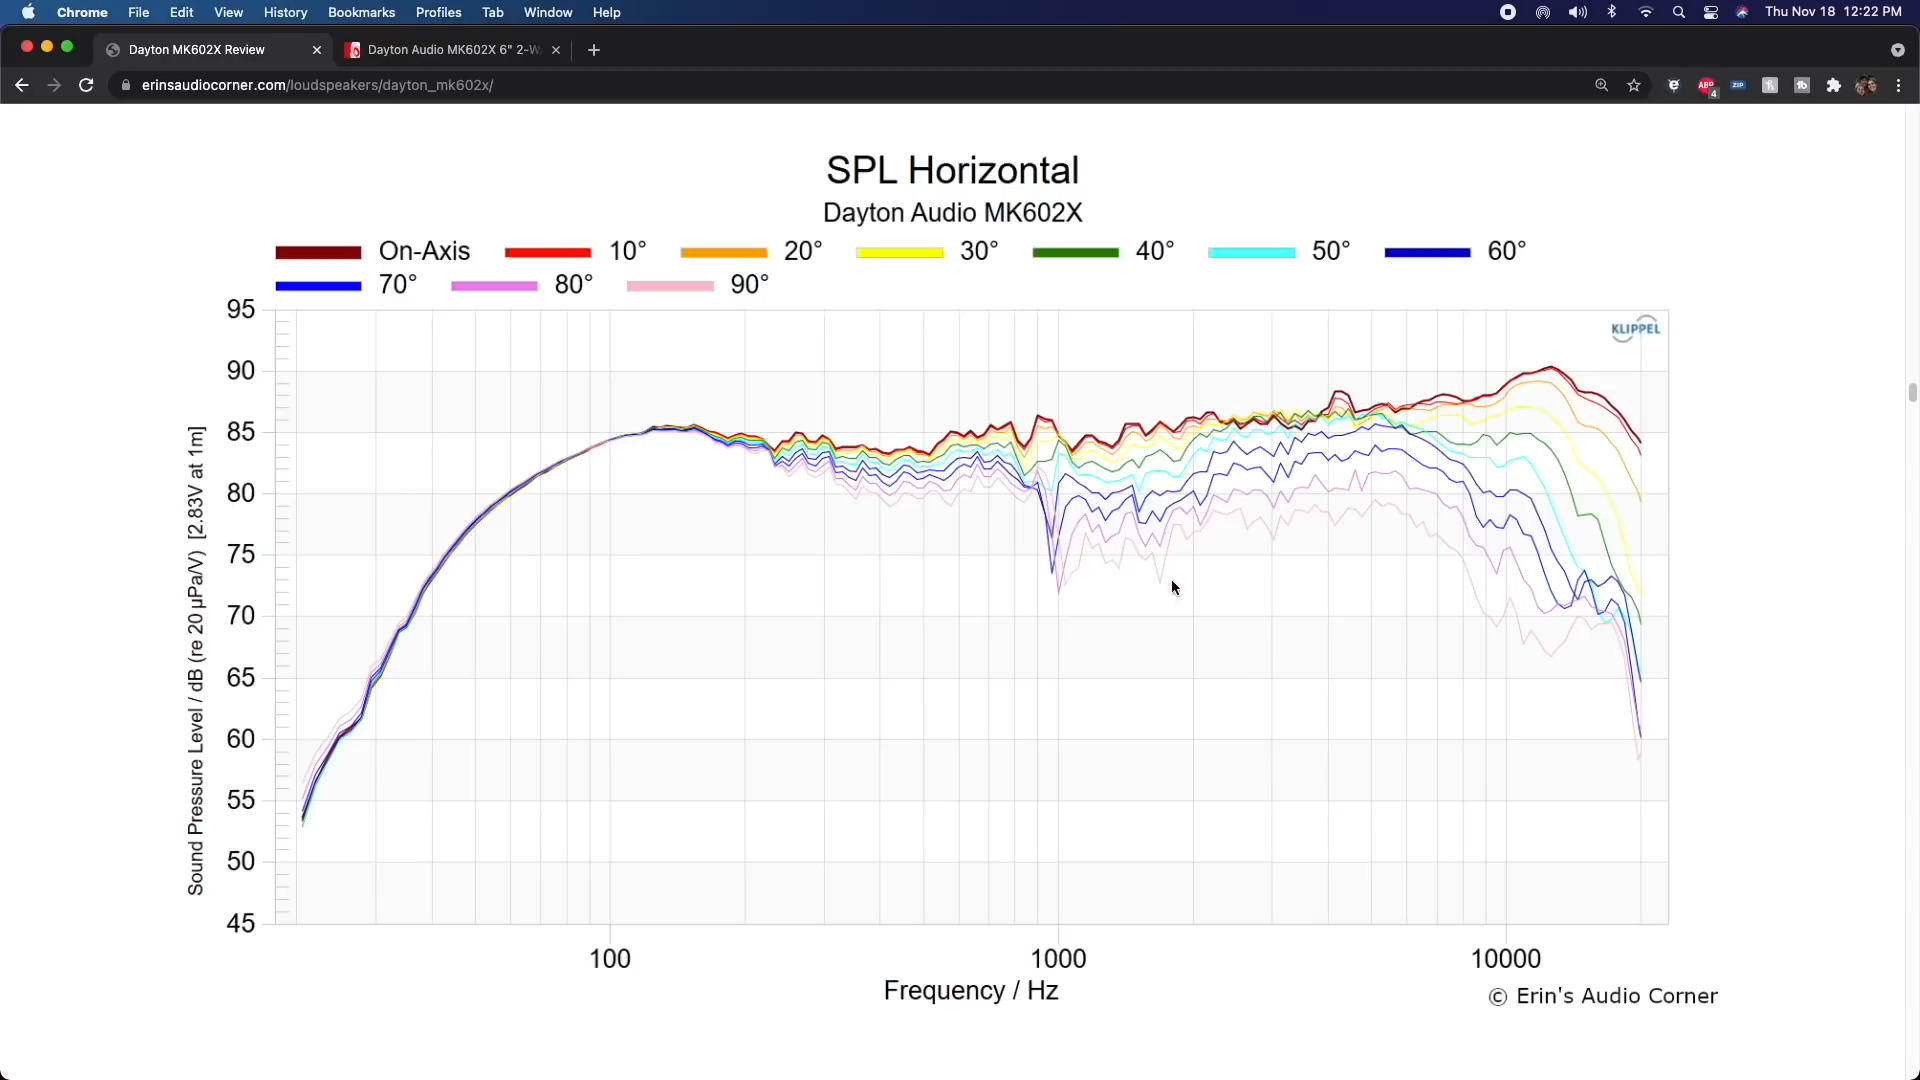 Chrome File Edit View History Bookmarks Profiles Tab Window Help Thu Nov 18 12:22 PM
Dayton MK602X Review Dayton Audio MK602X 6" 2-W
erinsaudiocorner.com/loudspeakers/dayton_mk602x/
ABP 4 ZIP
SPL Horizontal
Dayton Audio MK602X
On-Axis 10° 20° 30° 40° 50° 60°
70° 80° 90°
KLIPPEL
95
90
85
80
75
70
65
60
55
50
45
Sound Pressure Level / dB (re 20 µPa/V) [2.83V at 1m]
100 1000 10000
Frequency / Hz
© Erin's Audio Corner